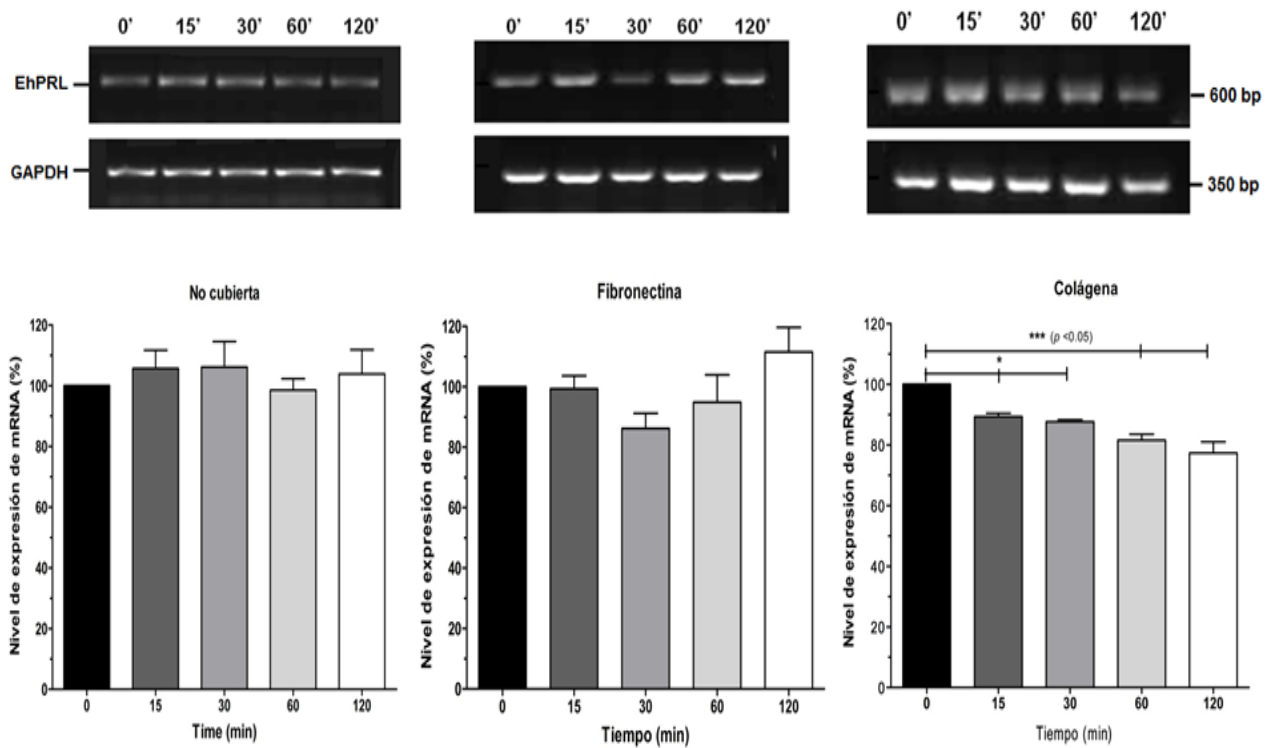 0' 15' 30' 60' 120'
0' 15' 30' 60' 120'
0' 15' 30' 60' 120'
EhPRL
600 bp
GAPDH
350 bp
No cubierta
Nivel de expresión de mRNA (%)
120
100
80
60
40
20
0
0 15 30 60 120
Time (min)
Fibronectina
Nivel de expresión de mRNA (%)
120
100
80
60
40
20
0
0 15 30 60 120
Tiempo (min)
Colágena
*** (p <0.05)
*
Nivel de expresión de mRNA (%)
120
100
80
60
40
20
0
0 15 30 60 120
Tiempo (min)